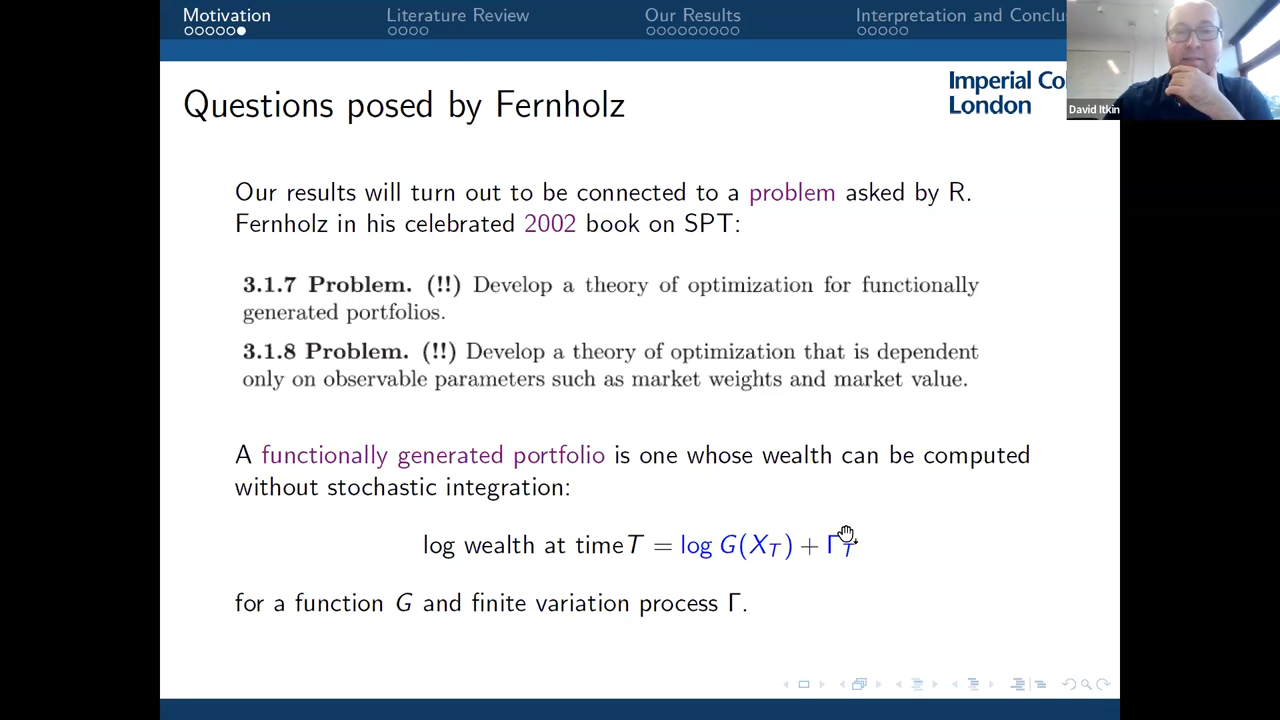 Motivation
Literature Review
Our Results
Interpretation and Conclus
Questions posed by Fernholz
Imperial Co
London
David Itkin
Our results will turn out to be connected to a problem asked by R.
Fernholz in his celebrated 2002 book on SPT:
3.1.7 Problem. (!!) Develop a theory of optimization for functionally
generated portfolios.
3.1.8 Problem. (!!) Develop a theory of optimization that is dependent
only on observable parameters such as market weights and market value.
A functionally generated portfolio is one whose wealth can be computed
without stochastic integration:
log wealth at time T = log G(X_T) + Γ_T
for a function G and finite variation process Γ.